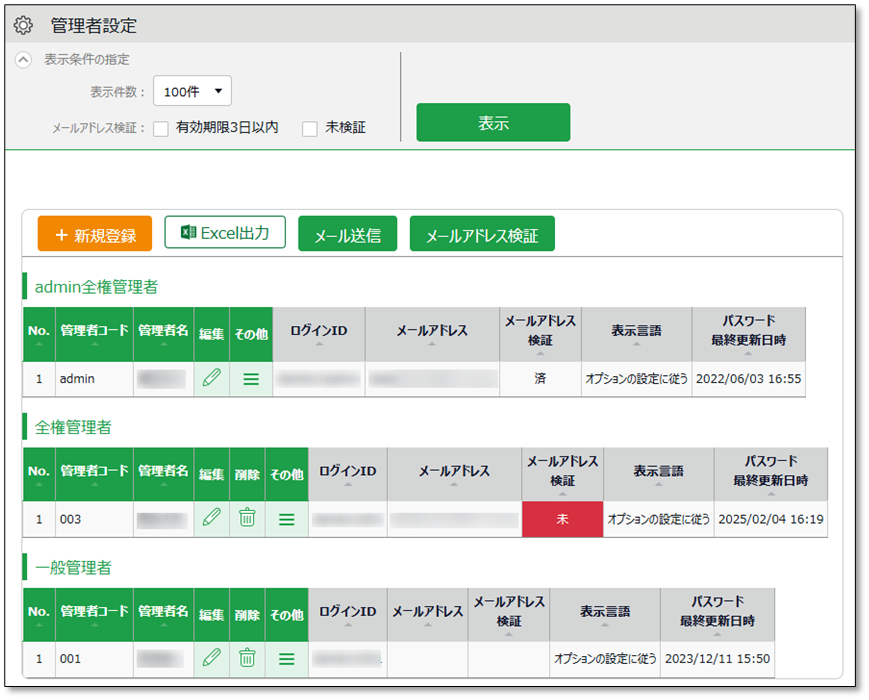 管理者設定
表示条件の指定
表示件数： 100件
メールアドレス検証： 有効期限3日以内 未検証
表示
＋ 新規登録 Excel出力 メール送信 メールアドレス検証
admin全権管理者
No. 管理者コード 管理者名 編集 その他 ログインID メールアドレス メールアドレス検証 表示言語 パスワード最終更新日時
1 admin 済 オプションの設定に従う 2022/06/03 16:55
全権管理者
No. 管理者コード 管理者名 編集 削除 その他 ログインID メールアドレス メールアドレス検証 表示言語 パスワード最終更新日時
1 003 未 オプションの設定に従う 2025/02/04 16:19
一般管理者
No. 管理者コード 管理者名 編集 削除 その他 ログインID メールアドレス メールアドレス検証 表示言語 パスワード最終更新日時
1 001 オプションの設定に従う 2023/12/11 15:50